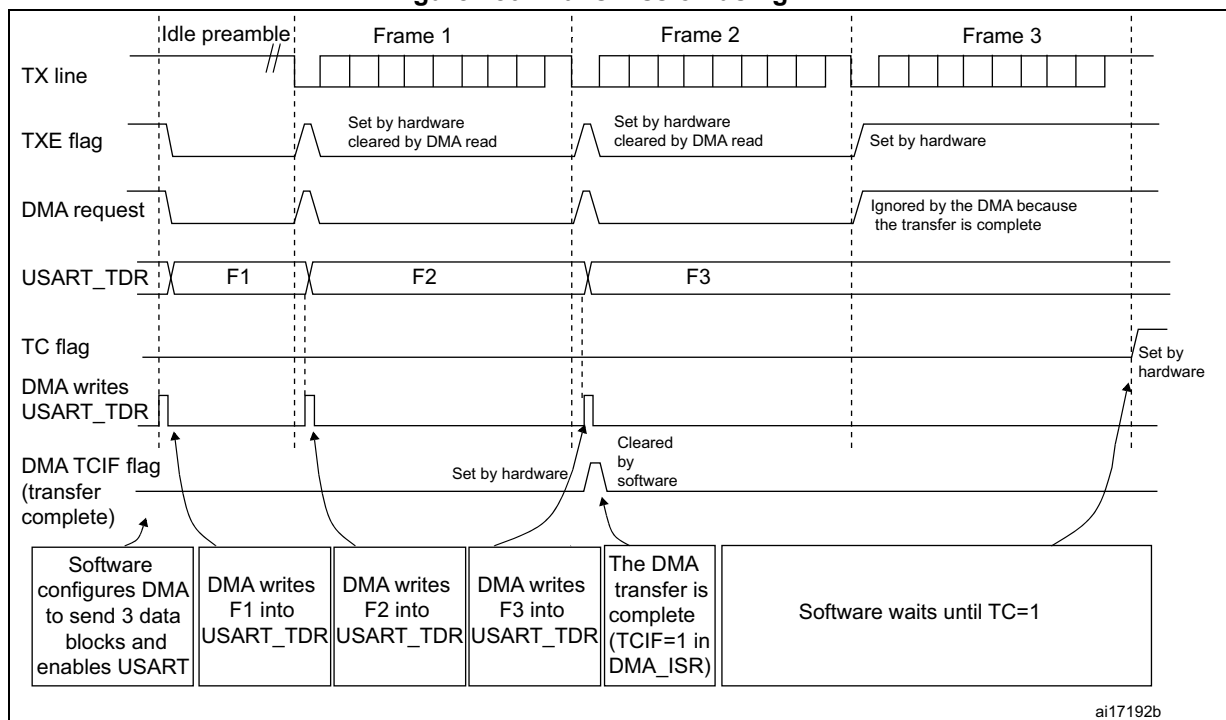 Idle preamble
Frame 1
Frame 2
Frame 3
TX line
TXE flag
Set by hardware
cleared by DMA read
Set by hardware
cleared by DMA read
Set by hardware
DMA request
Ignored by the DMA because
the transfer is complete
USART_TDR
F1
F2
F3
TC flag
Set by
hardware
DMA writes
USART_TDR
DMA TCIF flag
(transfer
complete)
Set by hardware
Cleared
by
software
Software
configures DMA
to send 3 data
blocks and
enables USART
DMA writes
F1 into
USART_TDR
DMA writes
F2 into
USART_TDR
DMA writes
F3 into
USART_TDR
The DMA
transfer is
complete
(TCIF=1 in
DMA_ISR)
Software waits until TC=1
ai17192b